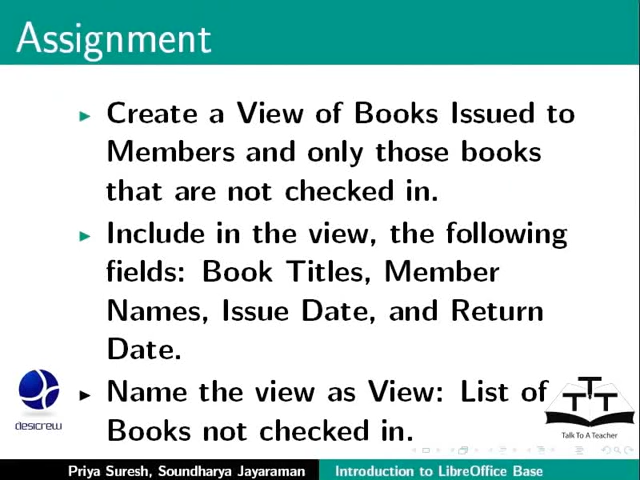 Assignment
Create a View of Books Issued to
Members and only those books
that are not checked in.
Include in the view, the following
fields: Book Titles, Member
Names, Issue Date, and Return
Date.
Name the view as View: List of
Books not checked in.
desicrew
TTT
Talk To A Teacher
Priya Suresh, Soundharya Jayaraman
Introduction to LibreOffice Base